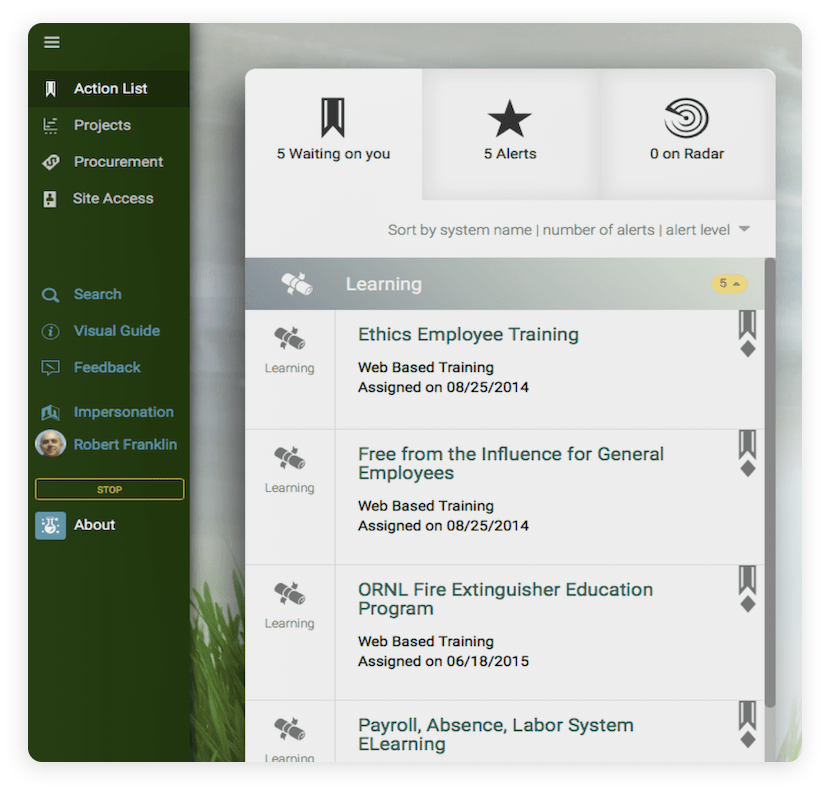 Action List
Projects
Procurement
Site Access
Search
Visual Guide
Feedback
Impersonation
Robert Franklin
STOP
About
5 Waiting on you
5 Alerts
0 on Radar
Sort by system name | number of alerts | alert level
Learning
5
Learning
Ethics Employee Training
Web Based Training
Assigned on 08/25/2014
Learning
Free from the Influence for General
Employees
Web Based Training
Assigned on 08/25/2014
Learning
ORNL Fire Extinguisher Education
Program
Web Based Training
Assigned on 06/18/2015
Learning
Payroll, Absence, Labor System
ELearning